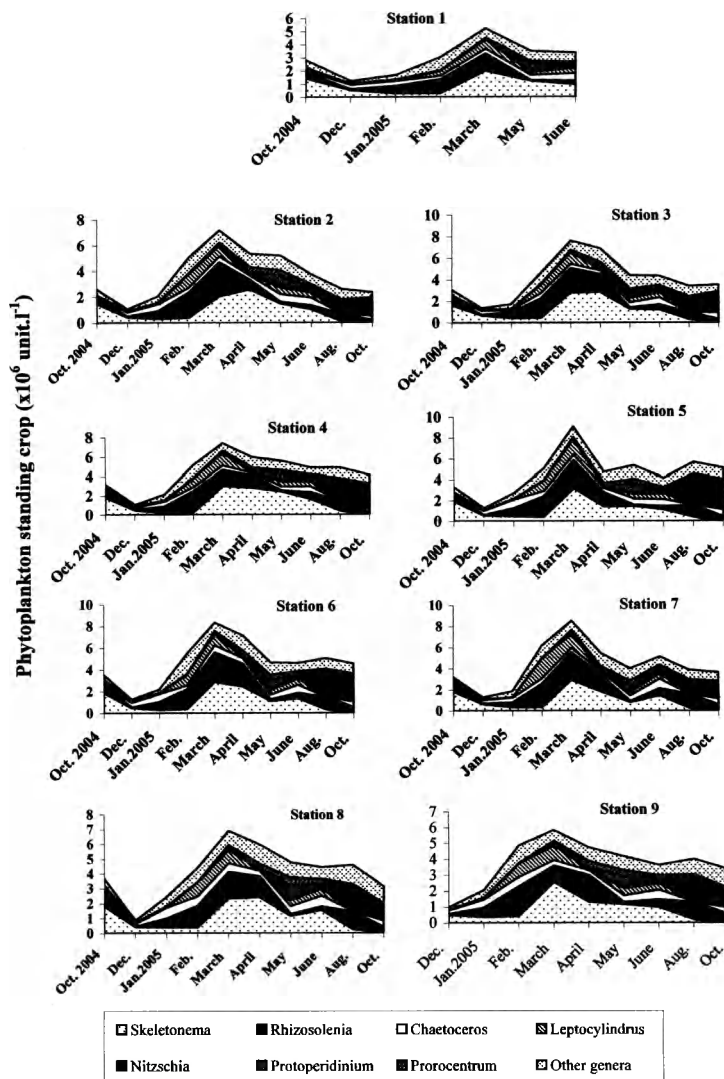 Station 1
6
5
4
3
2
1
0
Oct. 2004 Dec. Jan.2005 Feb. March May June
Phytoplankton standing crop (x10⁶ unit.l⁻¹)
Station 2
8
6
4
2
0
Oct. 2004 Dec. Jan.2005 Feb. March April May June Aug. Oct.
Station 3
10
8
6
4
2
0
Oct. 2004 Dec. Jan.2005 Feb. March April May June Aug. Oct.
Station 4
8
6
4
2
0
Oct. 2004 Dec. Jan.2005 Feb. March April May June Aug. Oct.
Station 5
10
8
6
4
2
0
Oct. 2004 Dec. Jan.2005 Feb. March April May June Aug. Oct.
Station 6
10
8
6
4
2
0
Oct. 2004 Dec. Jan.2005 Feb. March April May June Aug. Oct.
Station 7
10
8
6
4
2
0
Oct. 2004 Dec. Jan.2005 Feb. March April May June Aug. Oct.
Station 8
8
7
6
5
4
3
2
1
0
Oct. 2004 Dec. Jan.2005 Feb. March April May June Aug. Oct.
Station 9
7
6
5
4
3
2
1
0
Dec. Jan.2005 Feb. March April May June Aug. Oct.
Skeletonema Rhizosolenia Chaetoceros Leptocylindrus
Nitzschia Protoperidinium Prorocentrum Other genera